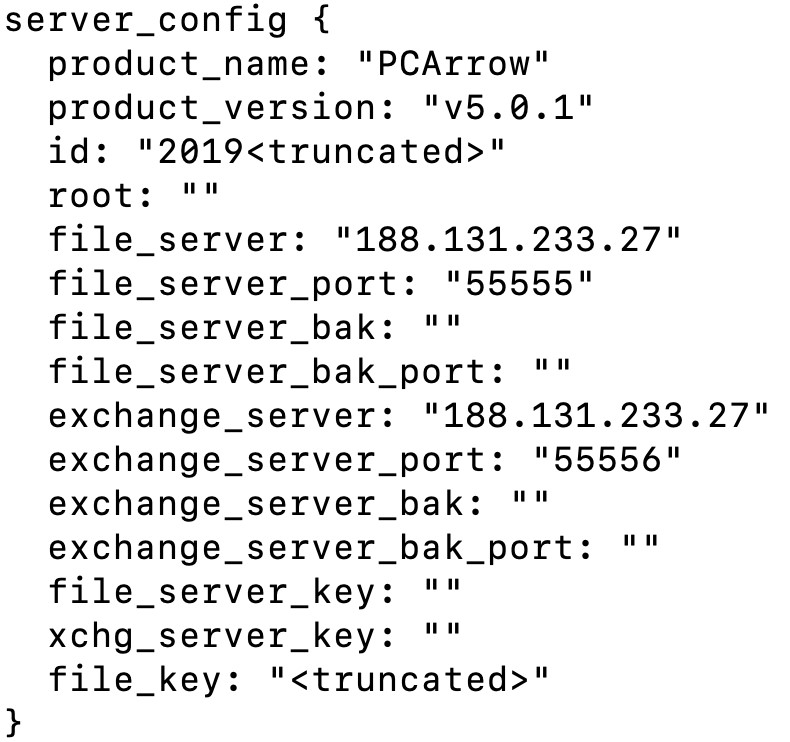 server_config {
  product_name: "PCArrow"
  product_version: "v5.0.1"
  id: "2019<truncated>"
  root: ""
  file_server: "188.131.233.27"
  file_server_port: "55555"
  file_server_bak: ""
  file_server_bak_port: ""
  exchange_server: "188.131.233.27"
  exchange_server_port: "55556"
  exchange_server_bak: ""
  exchange_server_bak_port: ""
  file_server_key: ""
  xchg_server_key: ""
  file_key: "<truncated>"
}